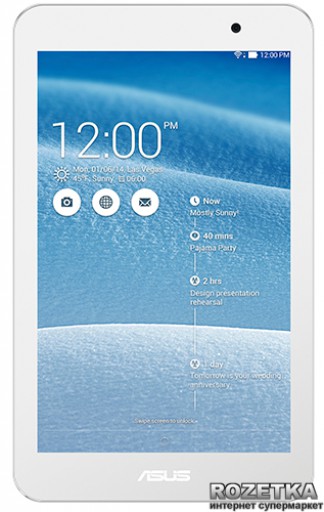 12:00 PM
12:00 PM
Mon, 01/06/14, Las Vegas
45°F, Sunny,
09:00
Now
Mostly Sunny!
40 mins
Pajama Party
2 hrs
Design presentation
rehearsal
1 day
Tomorrow is your wedding
anniversary
Swipe screen to unlock
ASUS
ROZETKA
интернет супермаркет